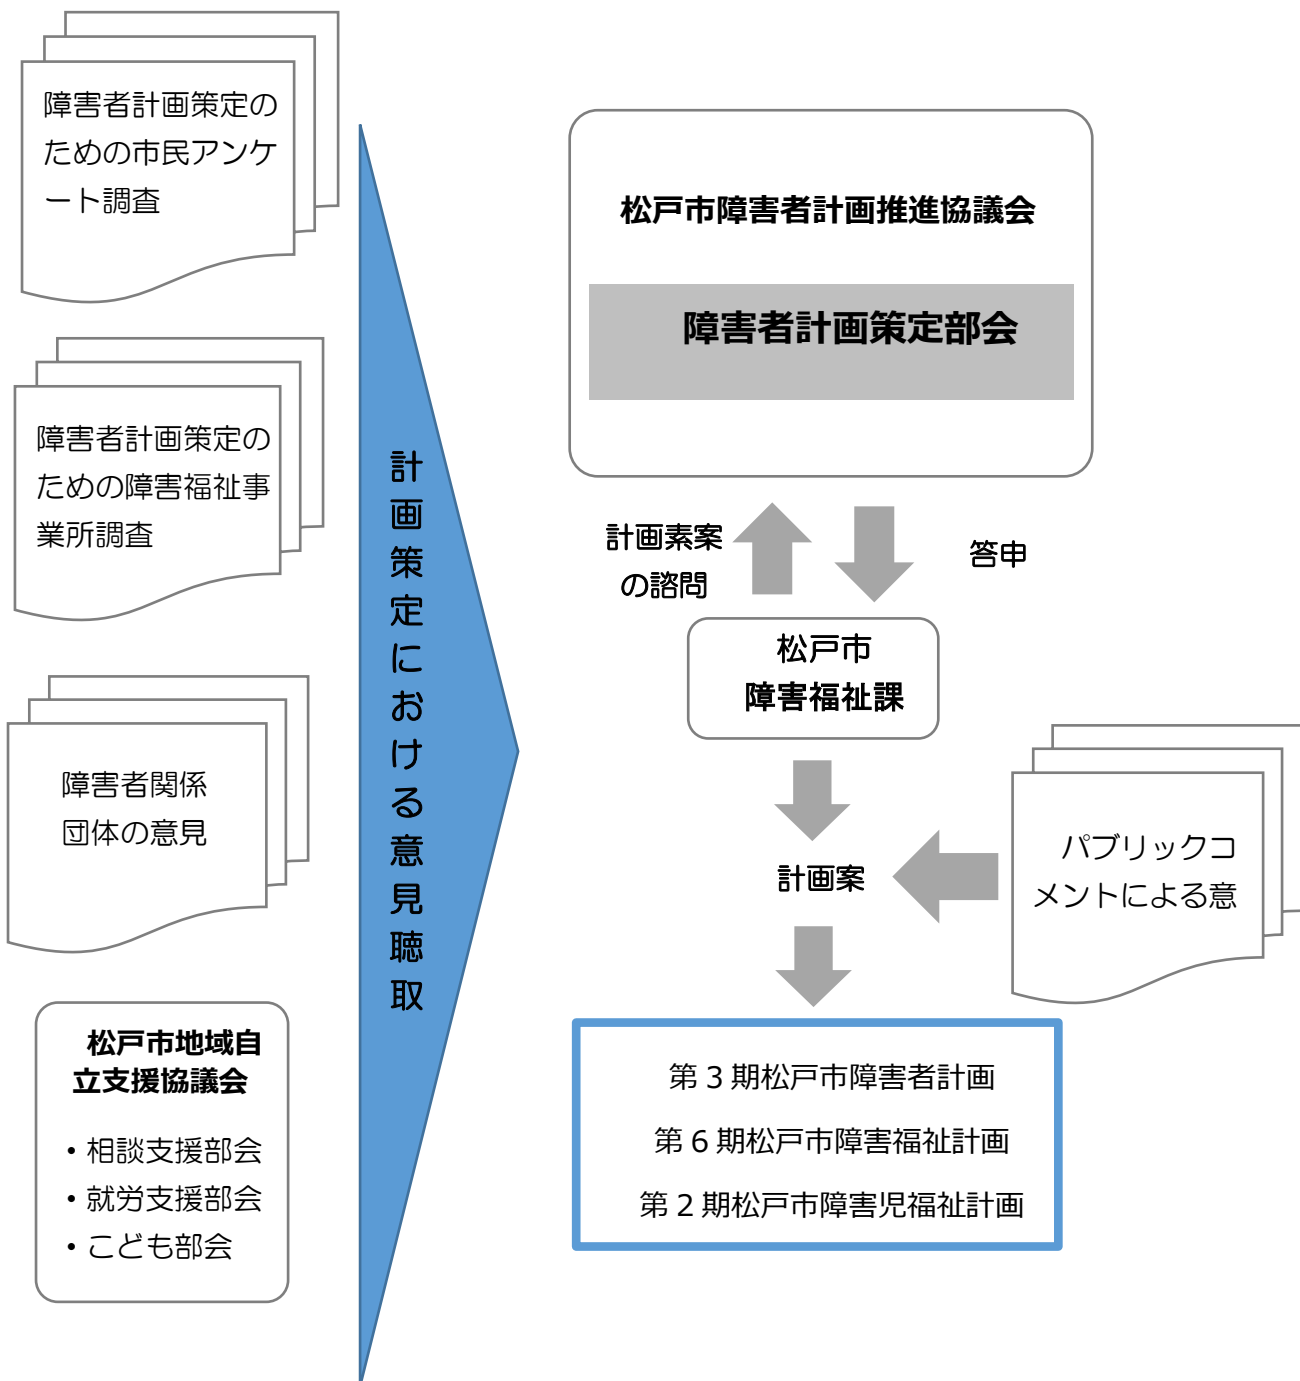 障害者計画策定の
ための市民アンケ
ート調査
障害者計画策定の
ための障害福祉事
業所調査
障害者関係
団体の意見
松戸市地域自
立支援協議会
・相談支援部会
・就労支援部会
・こども部会
計画策定における意見聴取
松戸市障害者計画推進協議会
障害者計画策定部会
計画素案
の諮問
答申
松戸市
障害福祉課
計画案
パブリックコ
メントによる意
第3期松戸市障害者計画
第6期松戸市障害福祉計画
第2期松戸市障害児福祉計画